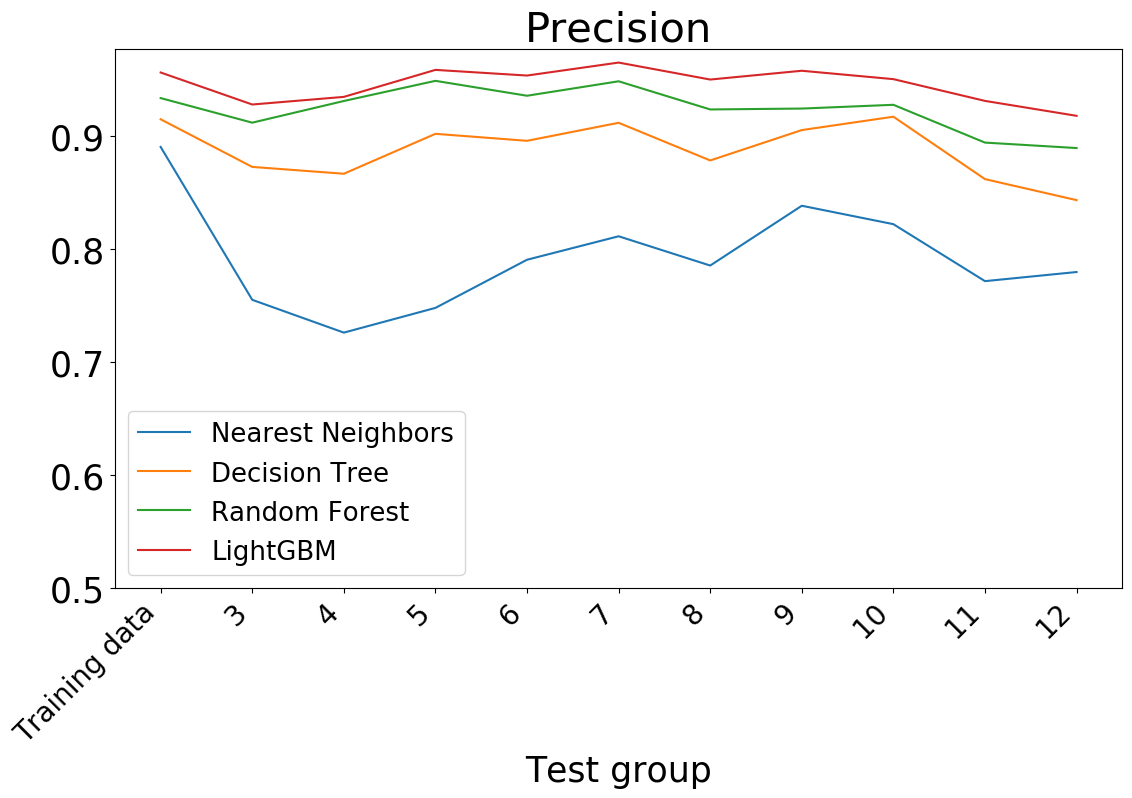 Precision
0.9
0.8
0.7
0.6
0.5
Nearest Neighbors
Decision Tree
Random Forest
LightGBM
Training data
3
4
5
6
7
8
9
10
11
12
Test group